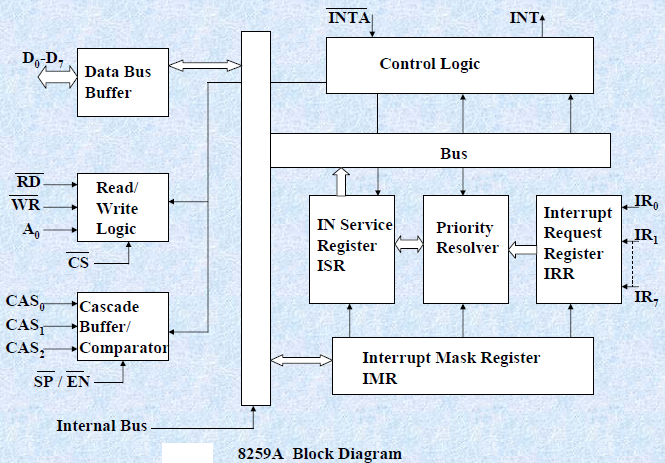 INTA
INT
D0-D7
Data Bus
Buffer
Control Logic
Bus
RD
WR
A0
Read/
Write
Logic
CS
IN Service
Register
ISR
Priority
Resolver
Interrupt
Request
Register
IRR
IR0
IR1
IR7
CAS0
CAS1
CAS2
Cascade
Buffer/
Comparator
SP / EN
Interrupt Mask Register
IMR
Internal Bus
8259A Block Diagram